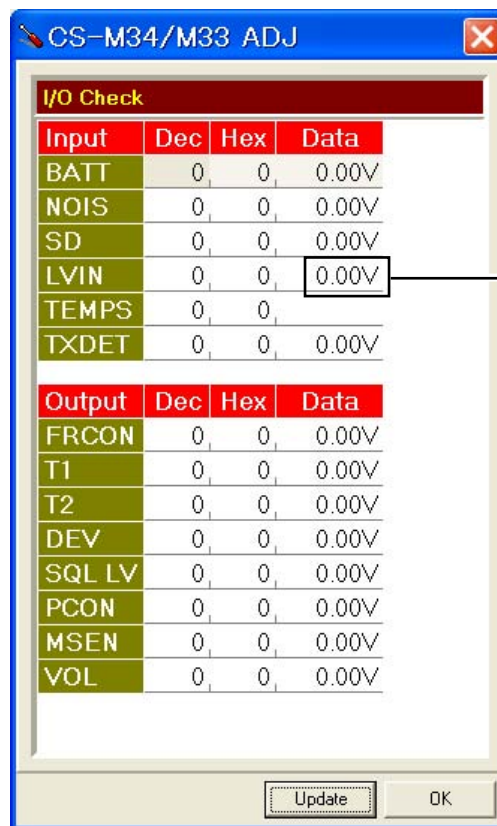 CS-M34/M33 ADJ
I/O Check
Input Dec Hex Data
BATT 0 0 0.00V
NOIS 0 0 0.00V
SD 0 0 0.00V
LVIN 0 0 0.00V
TEMPS 0 0
TXDET 0 0 0.00V
Output Dec Hex Data
FRCON 0 0 0.00V
T1 0 0 0.00V
T2 0 0 0.00V
DEV 0 0 0.00V
SQL LV 0 0 0.00V
PCON 0 0 0.00V
MSEN 0 0 0.00V
VOL 0 0 0.00V
Update OK